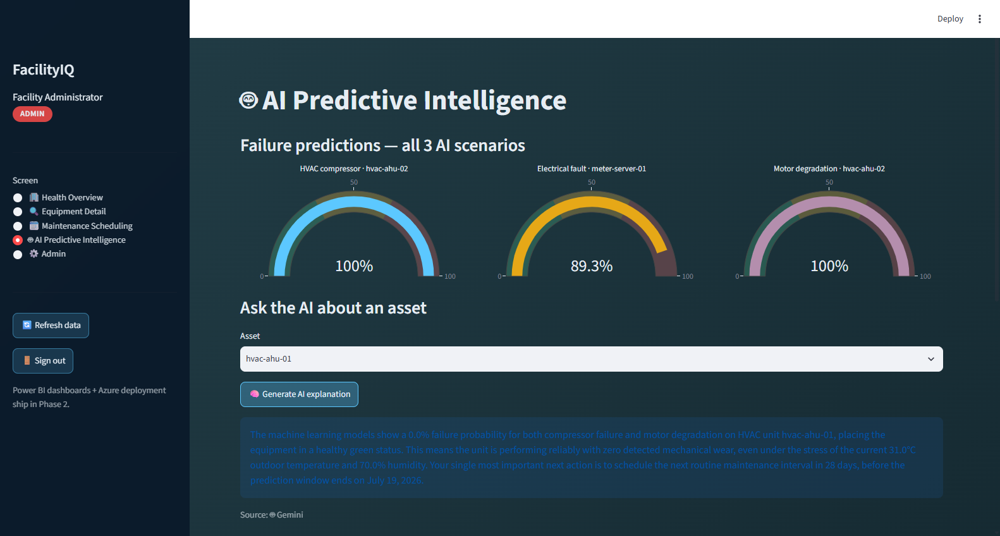 Deploy
FacilityIQ
Facility Administrator
ADMIN
Screen
Health Overview
Equipment Detail
Maintenance Scheduling
AI Predictive Intelligence
Admin
Refresh data
Sign out
Power BI dashboards + Azure deployment
ship in Phase 2.
AI Predictive Intelligence
Failure predictions — all 3 AI scenarios
HVAC compressor · hvac-ahu-02
50
100%
0
100
Electrical fault · meter-server-01
50
89.3%
0
100
Motor degradation · hvac-ahu-02
50
100%
0
100
Ask the AI about an asset
Asset
hvac-ahu-01
Generate AI explanation
The machine learning models show a 0.0% failure probability for both compressor failure and motor degradation on HVAC unit hvac-ahu-01, placing the
equipment in a healthy green status. This means the unit is performing reliably with zero detected mechanical wear, even under the stress of the current 31.0°C
outdoor temperature and 70.0% humidity. Your single most important next action is to schedule the next routine maintenance interval in 28 days, before the
prediction window ends on July 19, 2026.
Source: Gemini